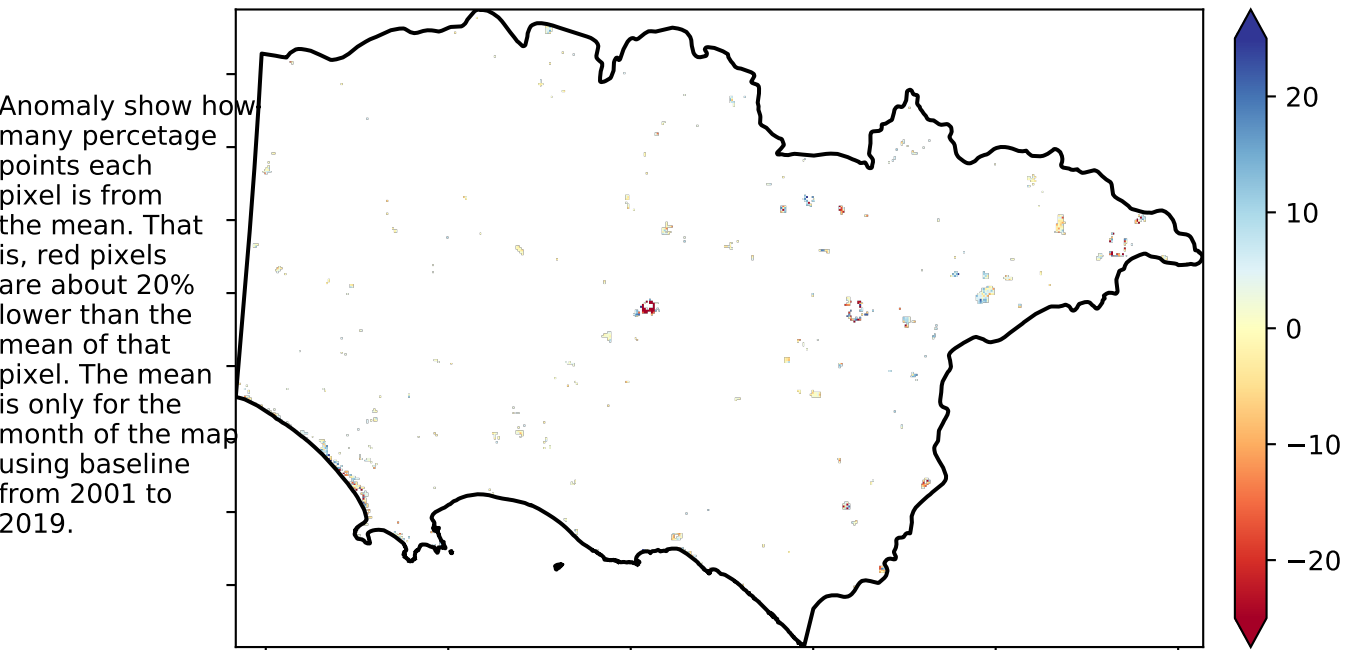 Anomaly show how
many percetage
points each
pixel is from
the mean. That
is, red pixels
are about 20%
lower than the
mean of that
pixel. The mean
is only for the
month of the map
using baseline
from 2001 to
2019.
20
10
0
−10
−20